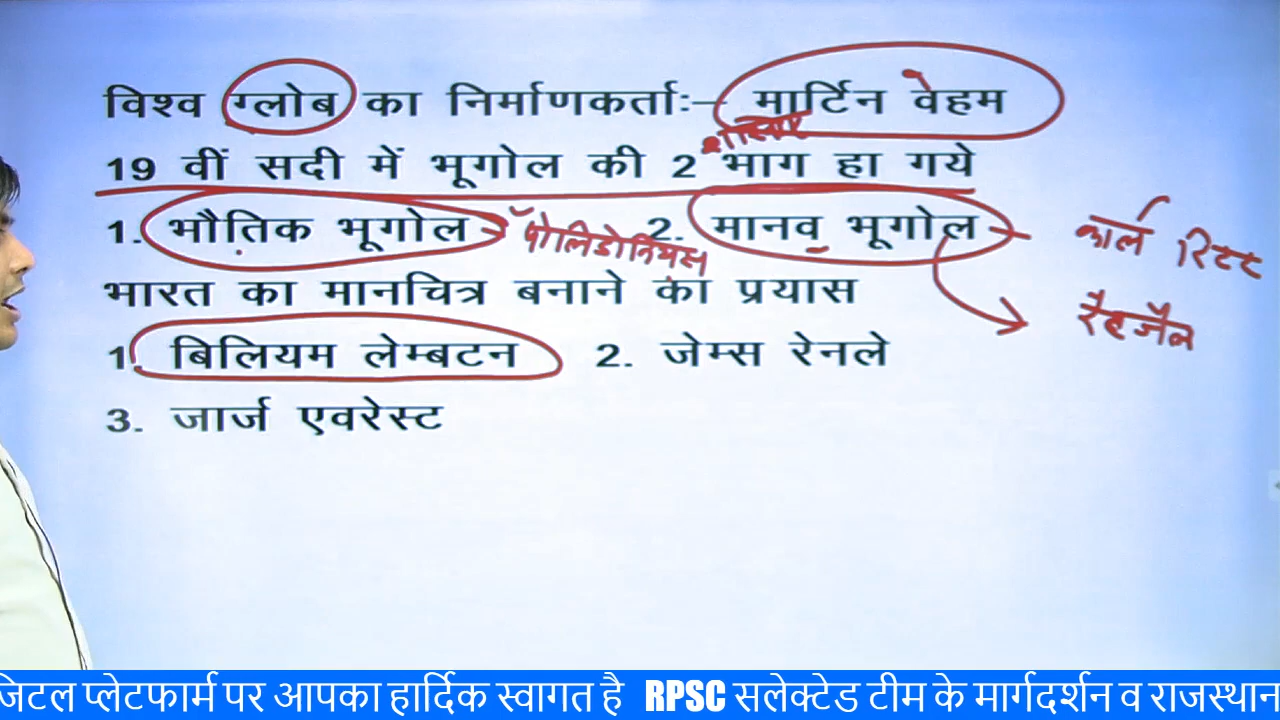 विश्व ग्लोब का निर्माणकर्ताः– मार्टिन वेहम
19 वीं सदी में भूगोल की 2 भाग हा गये
1. भौतिक भूगोल 2. मानव भूगोल
पोलिडोनियस
कार्ल रिटर
रैटजॅल
भारत का मानचित्र बनाने का प्रयास
1. बिलियम लेम्बटन 2. जेम्स रेनले
3. जार्ज एवरेस्ट
जिटल प्लेटफार्म पर आपका हार्दिक स्वागत है RPSC सलेक्टेड टीम के मार्गदर्शन व राजस्थान